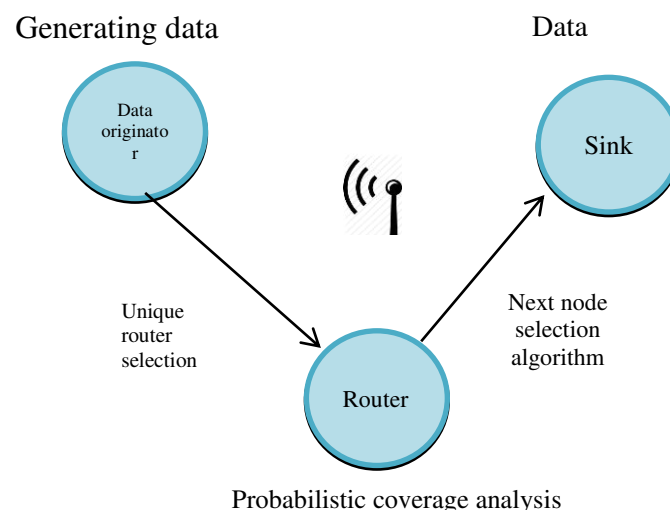 Generating data
Data
Data
originato
r
Sink
Unique
router
selection
Next node
selection
algorithm
Router
Probabilistic coverage analysis